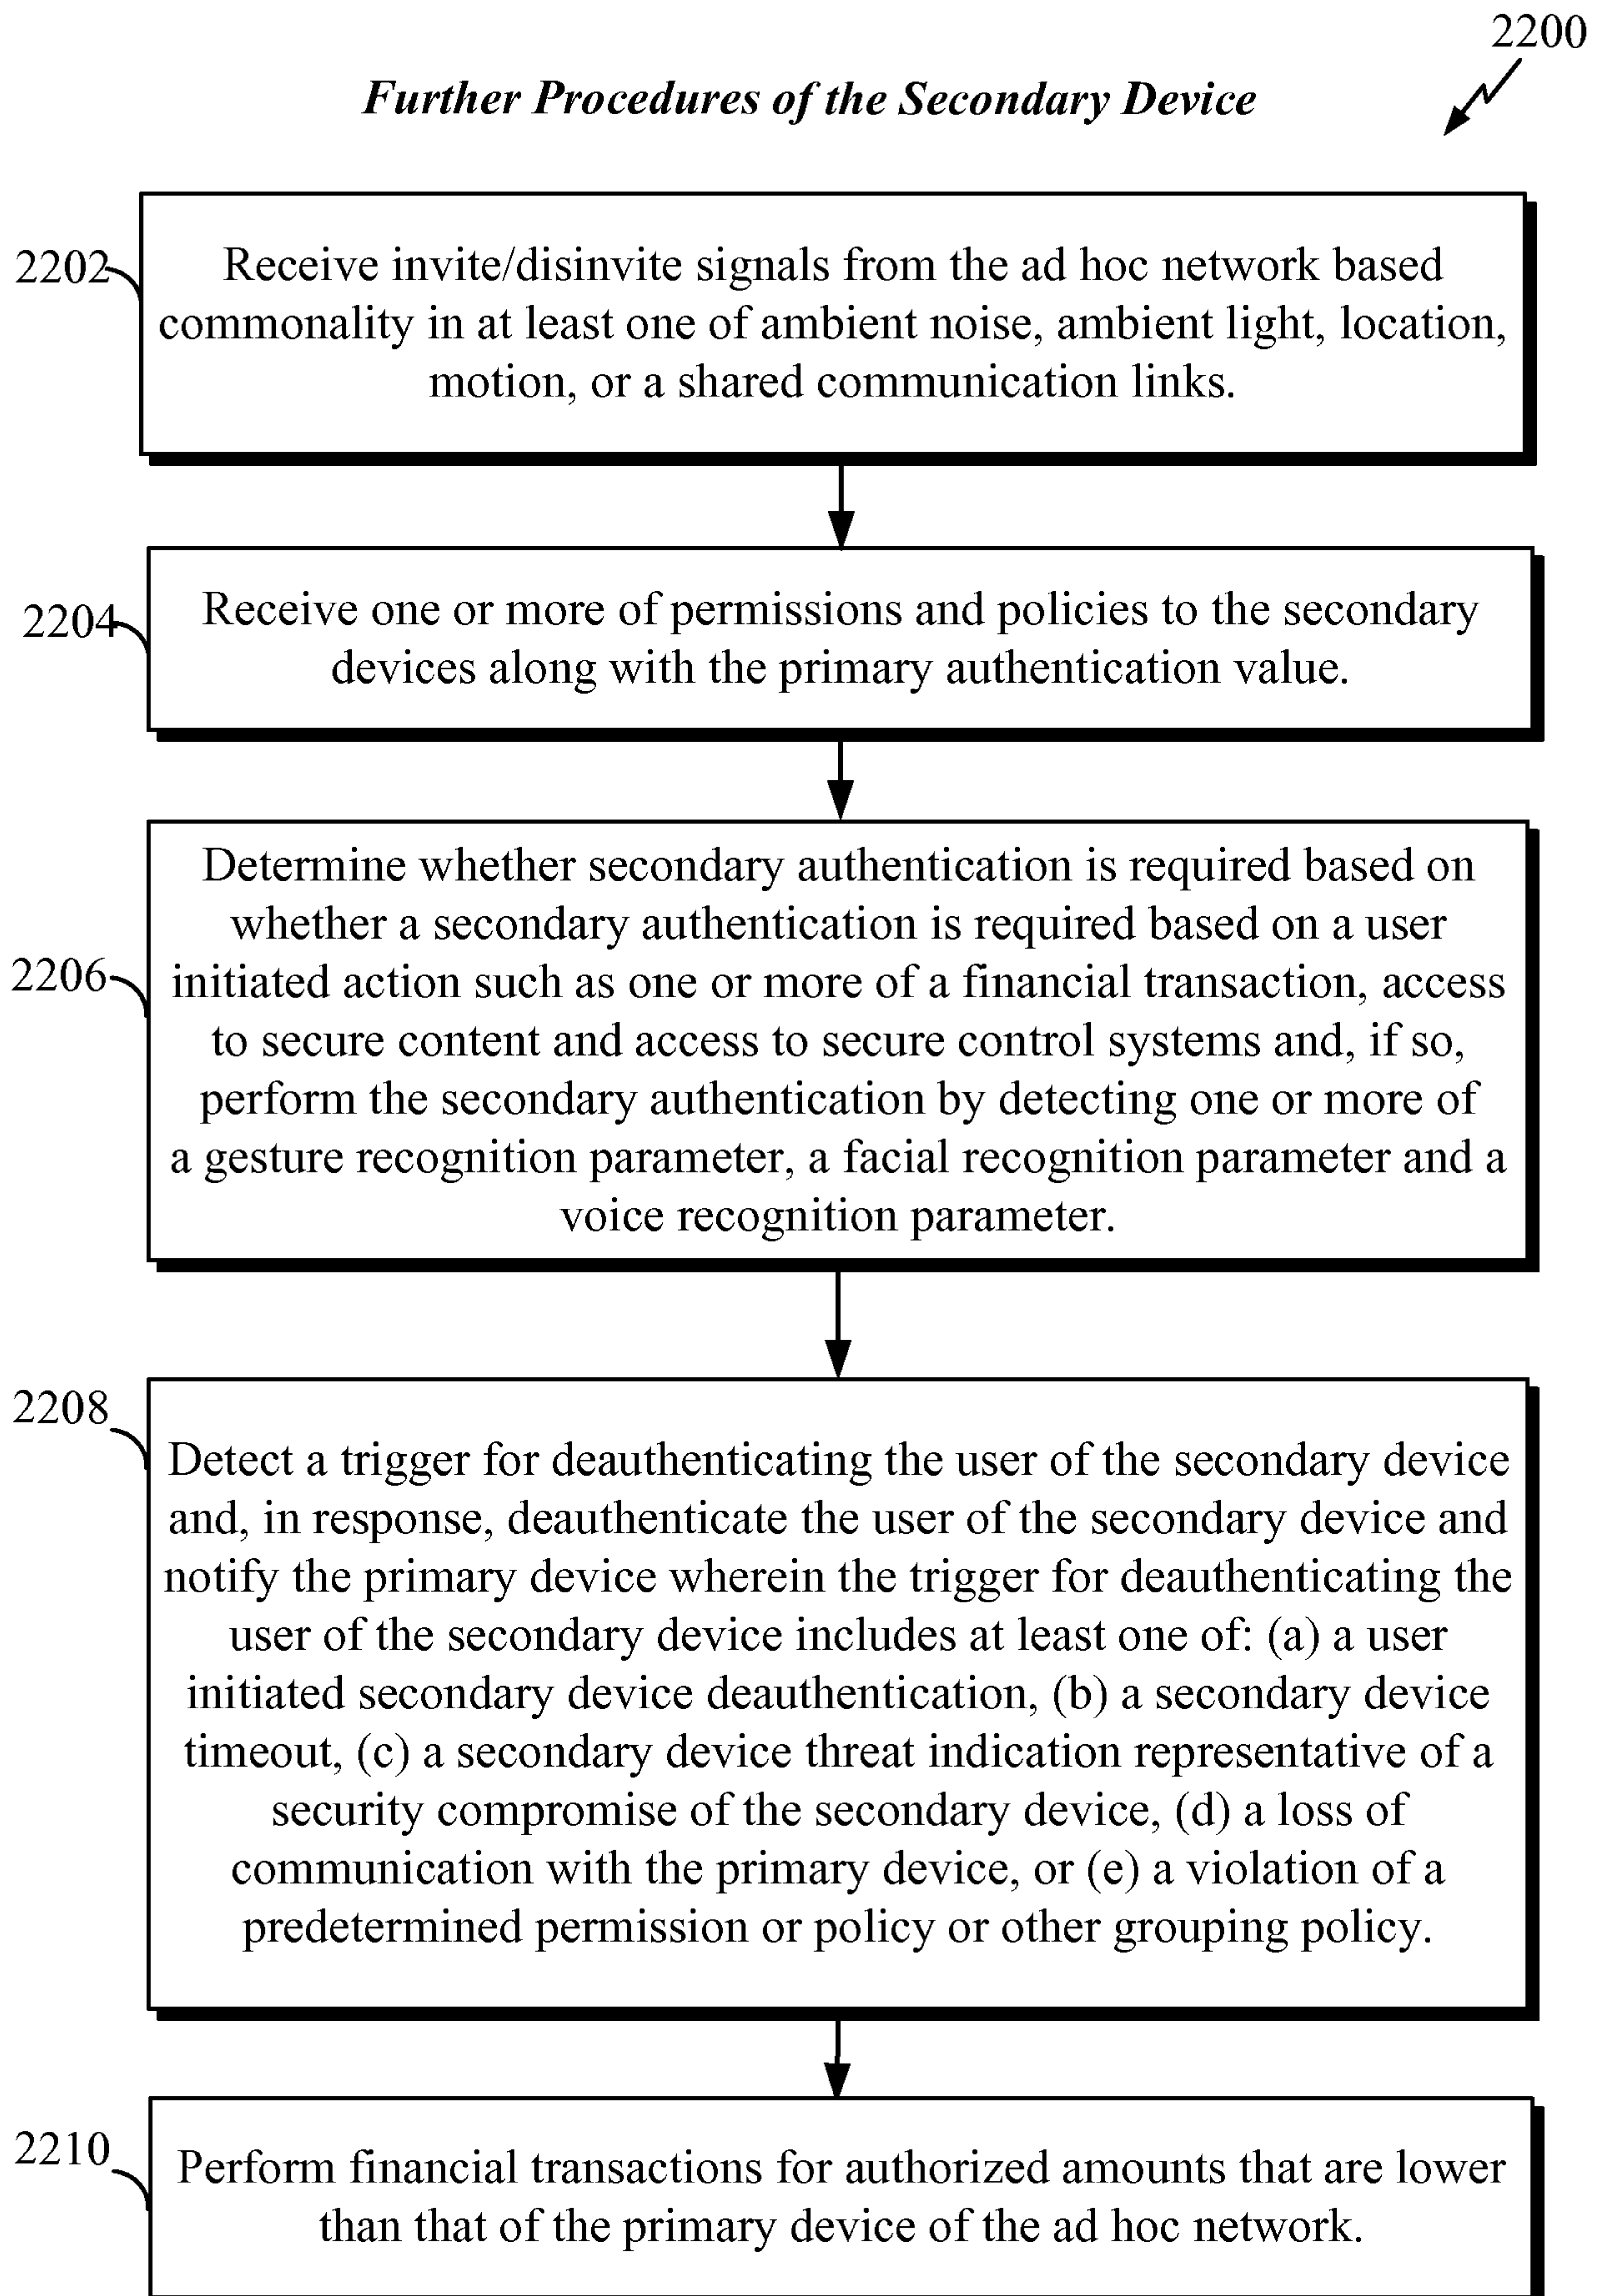 2200
Further Procedures of the Secondary Device
2202
Receive invite/disinvite signals from the ad hoc network based
commonality in at least one of ambient noise, ambient light, location,
motion, or a shared communication links.
2204
Receive one or more of permissions and policies to the secondary
devices along with the primary authentication value.
2206
Determine whether secondary authentication is required based on
whether a secondary authentication is required based on a user
initiated action such as one or more of a financial transaction, access
to secure content and access to secure control systems and, if so,
perform the secondary authentication by detecting one or more of
a gesture recognition parameter, a facial recognition parameter and a
voice recognition parameter.
2208
Detect a trigger for deauthenticating the user of the secondary device
and, in response, deauthenticate the user of the secondary device and
notify the primary device wherein the trigger for deauthenticating the
user of the secondary device includes at least one of: (a) a user
initiated secondary device deauthentication, (b) a secondary device
timeout, (c) a secondary device threat indication representative of a
security compromise of the secondary device, (d) a loss of
communication with the primary device, or (e) a violation of a
predetermined permission or policy or other grouping policy.
2210
Perform financial transactions for authorized amounts that are lower
than that of the primary device of the ad hoc network.